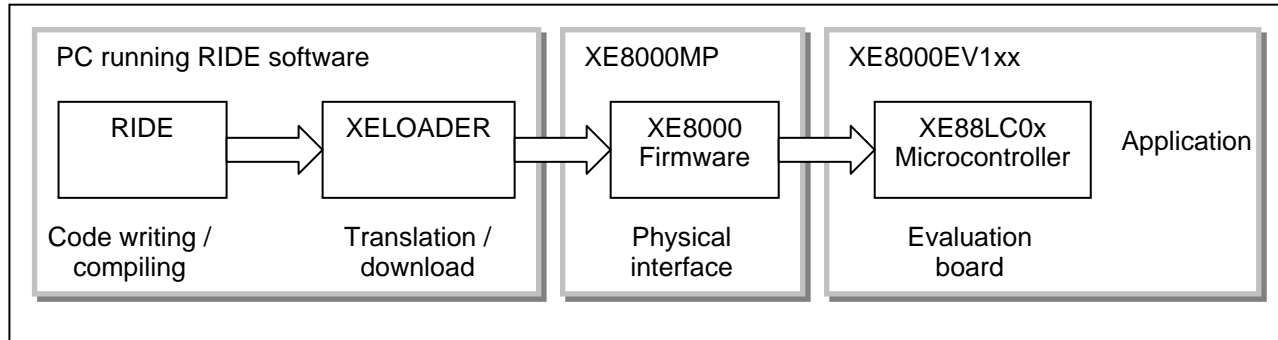 PC running RIDE software
RIDE
XELOADER
Code writing /
compiling
Translation /
download
XE8000MP
XE8000
Firmware
Physical
interface
XE8000EV1xx
XE88LC0x
Microcontroller
Application
Evaluation
board